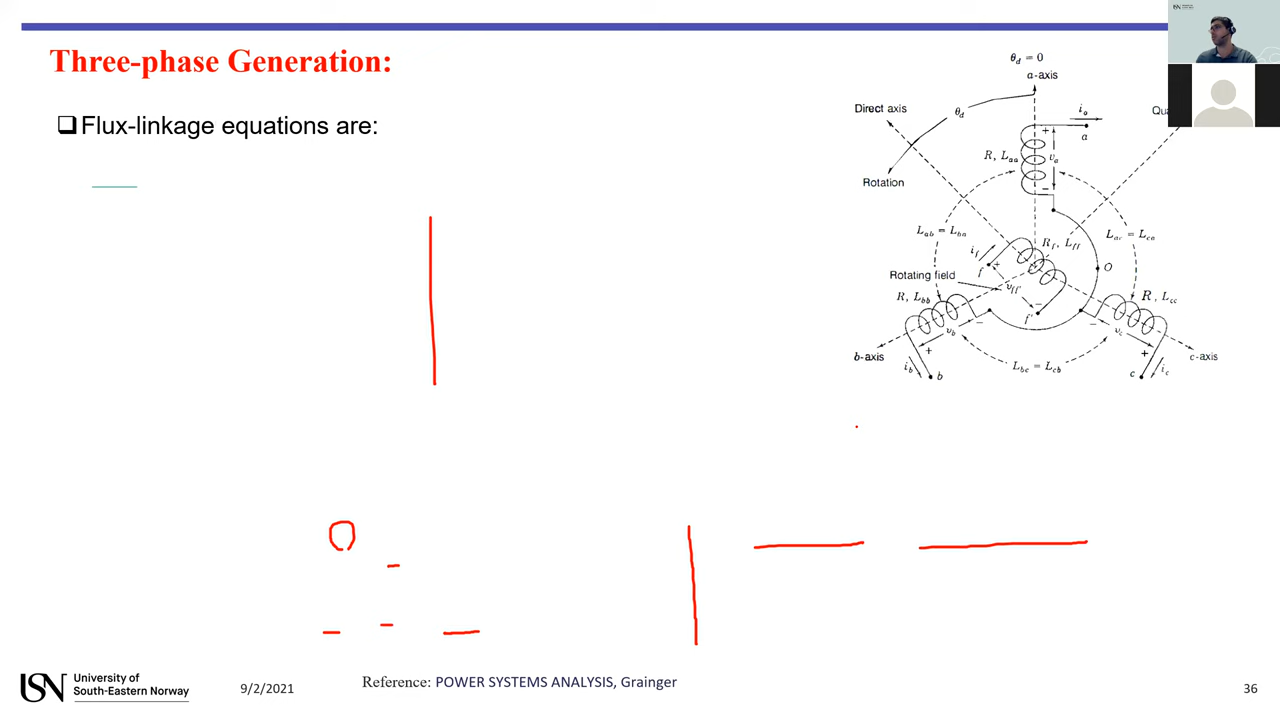 Three-phase Generation:
Flux-linkage equations are:
θd = 0
a-axis
Direct axis
θd
ia
a
+
R, Laa
va
−
Rotation
Lab = Lba
Lac = Lca
Rf, Lff
if
+
f
O
Rotating field
vff'
−
f'
R, Lbb
R, Lcc
vb
−
−
vc
+
+
b-axis
c-axis
Lbc = Lcb
ib
b
c
ic
USN
University of
South-Eastern Norway
9/2/2021
Reference: POWER SYSTEMS ANALYSIS, Grainger
36